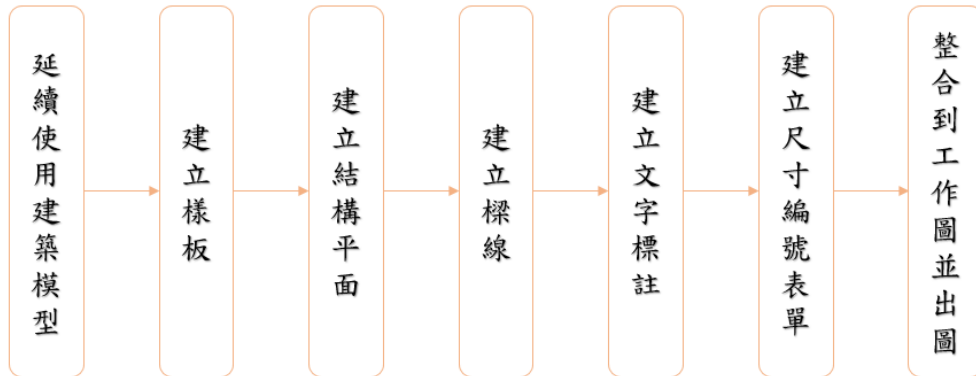 延續使用建築模型
建立樣板
建立結構平面
建立樑線
建立文字標註
建立尺寸編號表單
整合到工作圖並出圖